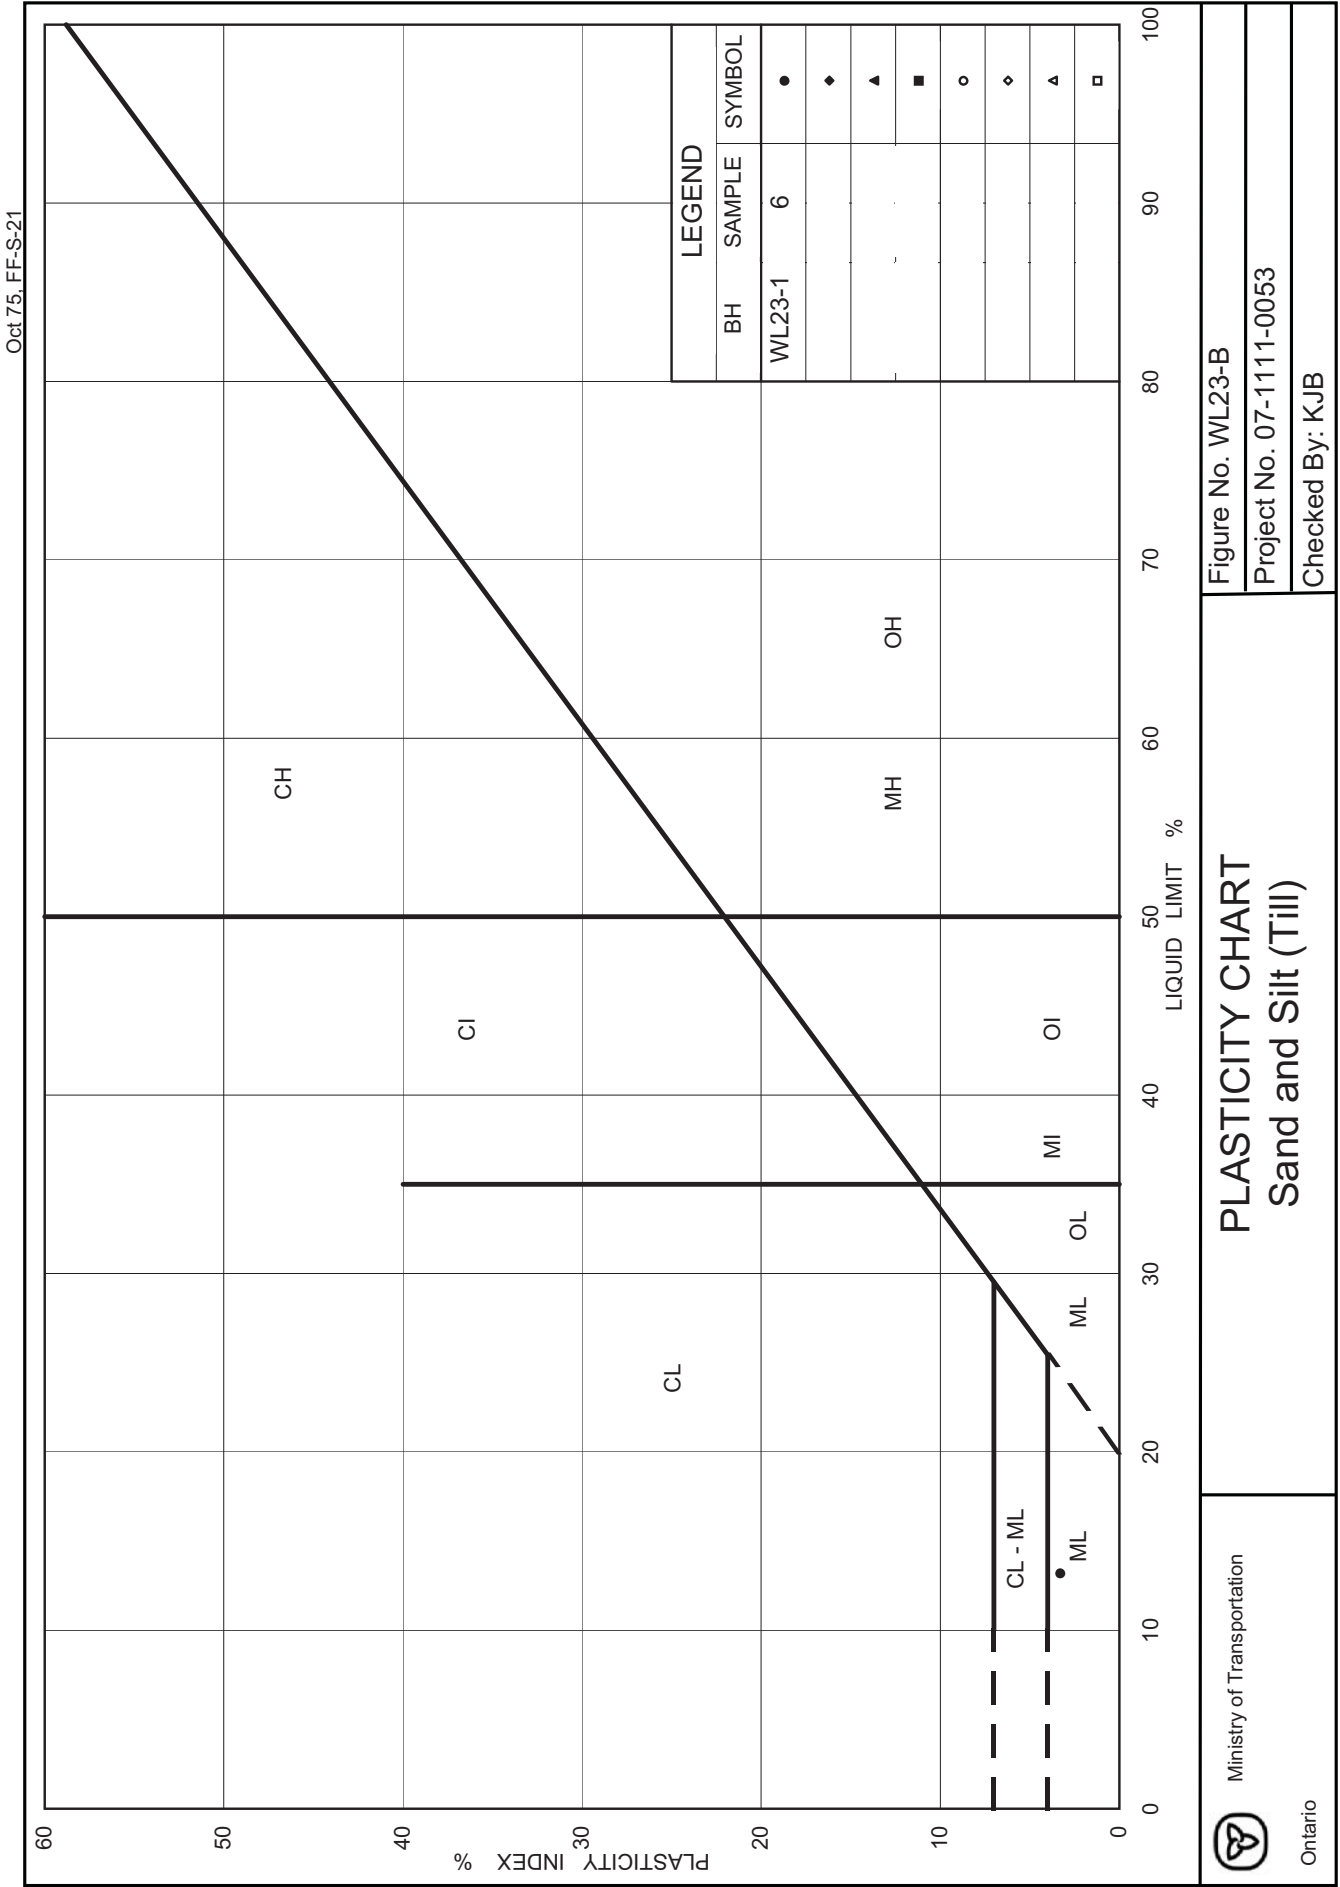 Oct 75, FF-S-21
PLASTICITY INDEX %
60
50
40
30
20
10
0
CH
CI
CL
CL - ML
ML
ML
OL
MI
OI
MH
OH
LEGEND
BH SAMPLE SYMBOL
WL23-1 6
0 10 20 30 40 50 60 70 80 90 100
LIQUID LIMIT %
Ministry of Transportation
Ontario
PLASTICITY CHART
Sand and Silt (Till)
Figure No. WL23-B
Project No. 07-1111-0053
Checked By: KJB